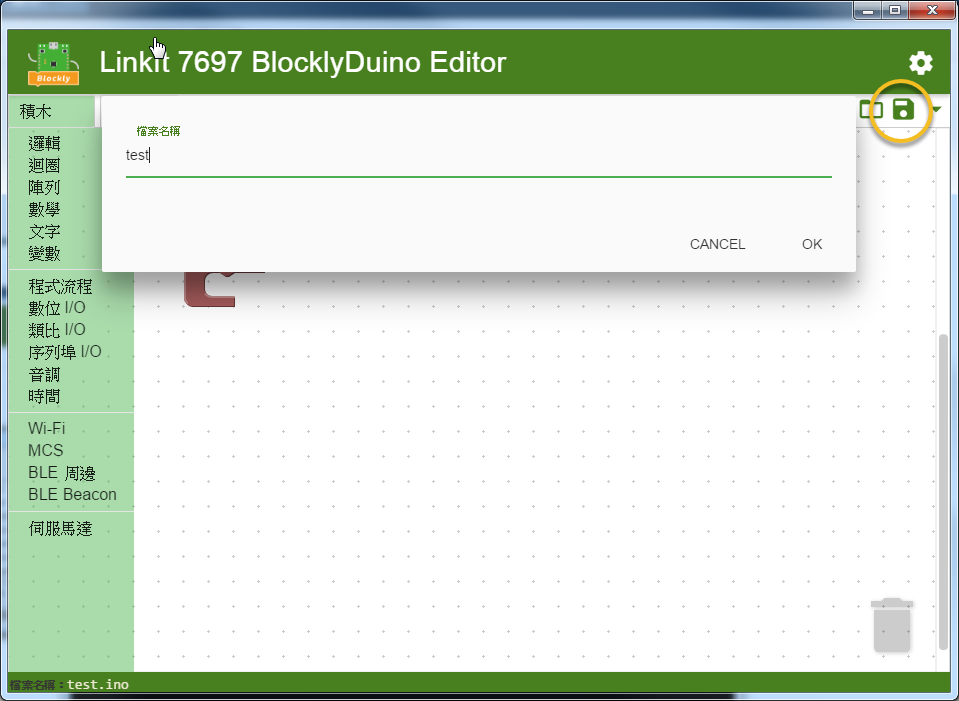 Blockly
LinkIt 7697 BlocklyDuino Editor
積木
檔案名稱
test
CANCEL
OK
邏輯
迴圈
陣列
數學
文字
變數
程式流程
數位 I/O
類比 I/O
序列埠 I/O
音調
時間
Wi-Fi
MCS
BLE 周邊
BLE Beacon
伺服馬達
檔案名稱：test.ino